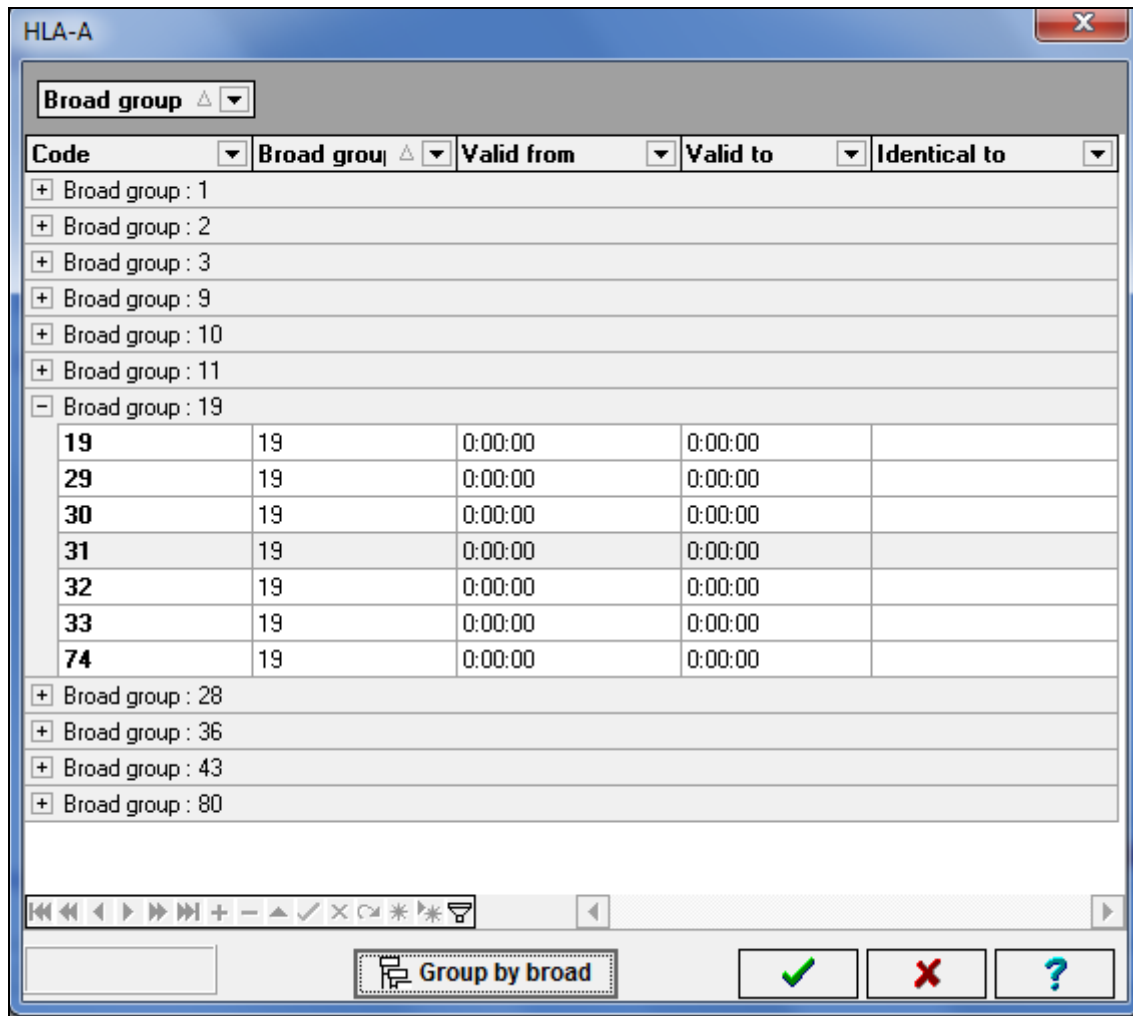 HLA-A
Broad group
Code Broad grou Valid from Valid to Identical to
Broad group : 1
Broad group : 2
Broad group : 3
Broad group : 9
Broad group : 10
Broad group : 11
Broad group : 19
19 19 0:00:00 0:00:00
29 19 0:00:00 0:00:00
30 19 0:00:00 0:00:00
31 19 0:00:00 0:00:00
32 19 0:00:00 0:00:00
33 19 0:00:00 0:00:00
74 19 0:00:00 0:00:00
Broad group : 28
Broad group : 36
Broad group : 43
Broad group : 80
Group by broad